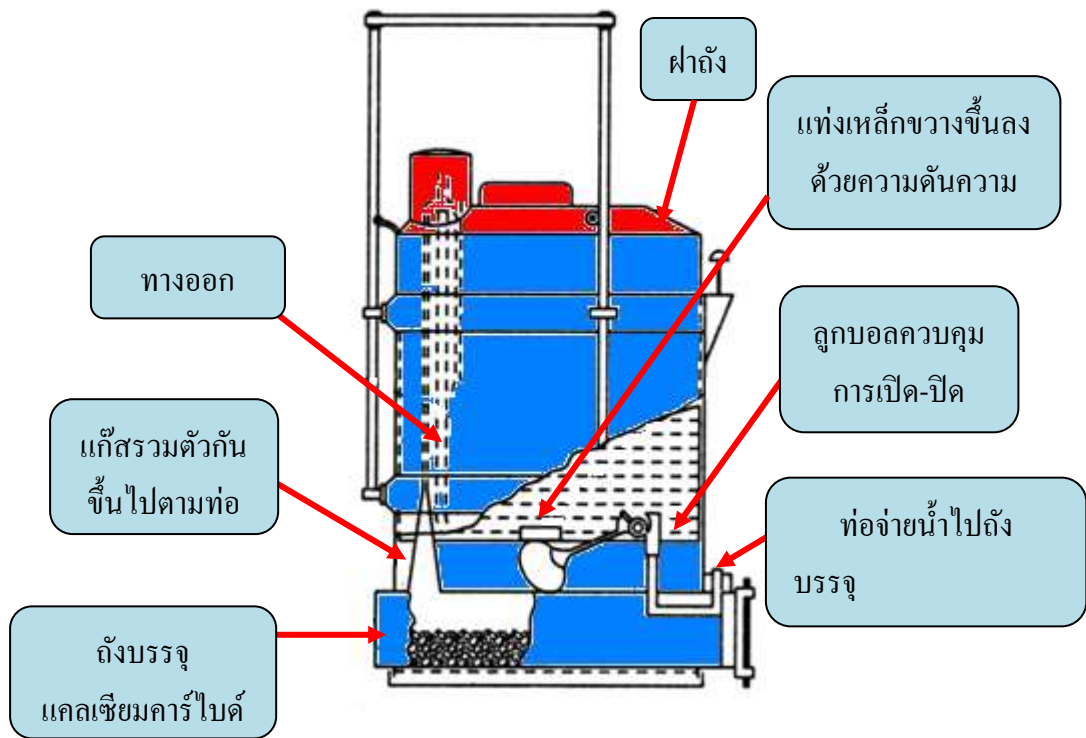 ฝาถัง
แท่งเหล็กขวางขึ้นลง
ด้วยความดันความ
ทางออก
ลูกบอลควบคุม
การเปิด-ปิด
แก๊สรวมตัวกัน
ขึ้นไปตามท่อ
ท่อจ่ายน้ำไปถัง
บรรจุ
ถังบรรจุ
แคลเซียมคาร์ไบด์